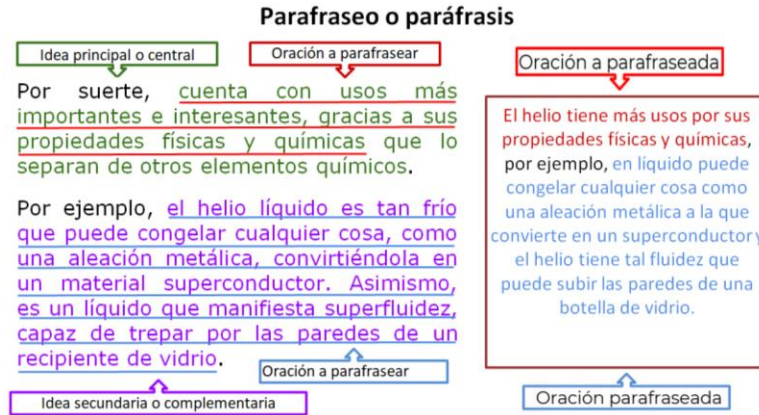 Parafraseo o paráfrasis
Idea principal o central
Oración a parafrasear
Por suerte, cuenta con usos más
importantes e interesantes, gracias a sus
propiedades físicas y químicas que lo
separan de otros elementos químicos.
Por ejemplo, el helio líquido es tan frío
que puede congelar cualquier cosa, como
una aleación metálica, convirtiéndola en
un material superconductor. Asimismo,
es un líquido que manifiesta superfluidez,
capaz de trepar por las paredes de un
recipiente de vidrio.
Oración a parafrasear
Idea secundaria o complementaria
Oración a parafraseada
El helio tiene más usos por sus
propiedades físicas y químicas,
por ejemplo, en líquido puede
congelar cualquier cosa como
una aleación metálica a la que
convierte en un superconductor y
el helio tiene tal fluidez que
puede subir las paredes de una
botella de vidrio.
Oración parafraseada